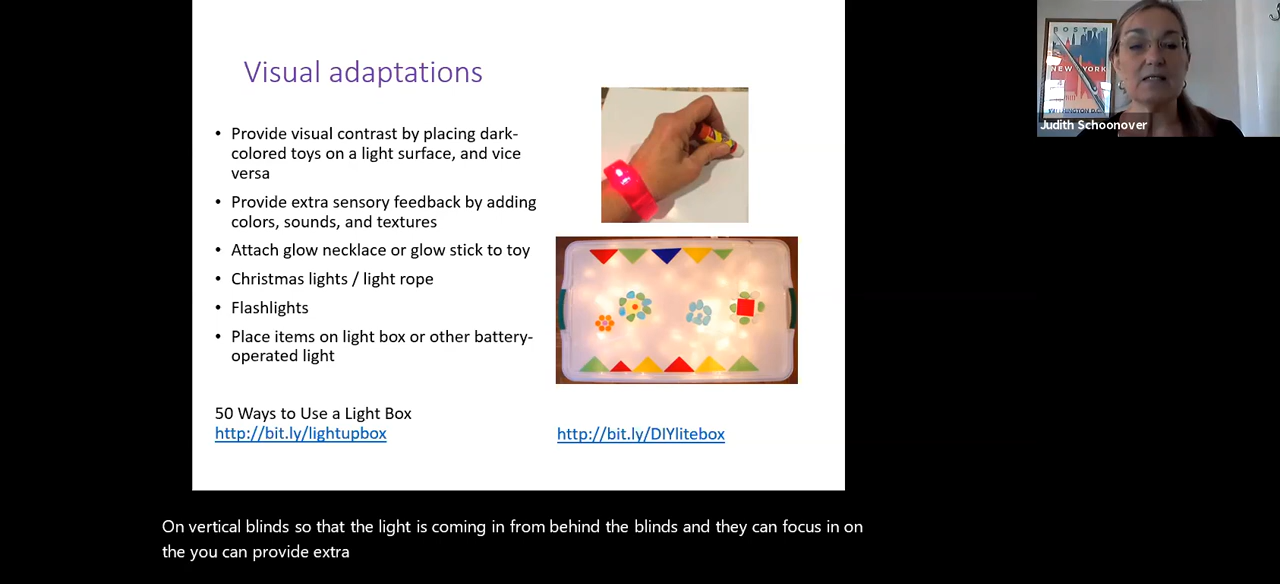 Visual adaptations
• Provide visual contrast by placing dark-
colored toys on a light surface, and vice
versa
• Provide extra sensory feedback by adding
colors, sounds, and textures
• Attach glow necklace or glow stick to toy
• Christmas lights / light rope
• Flashlights
• Place items on light box or other battery-
operated light
50 Ways to Use a Light Box
http://bit.ly/lightupbox
http://bit.ly/DIYlitebox
BOSTON
NEW YORK
WASHINGTON D.C.
Judith Schoonover
On vertical blinds so that the light is coming in from behind the blinds and they can focus in on
the you can provide extra